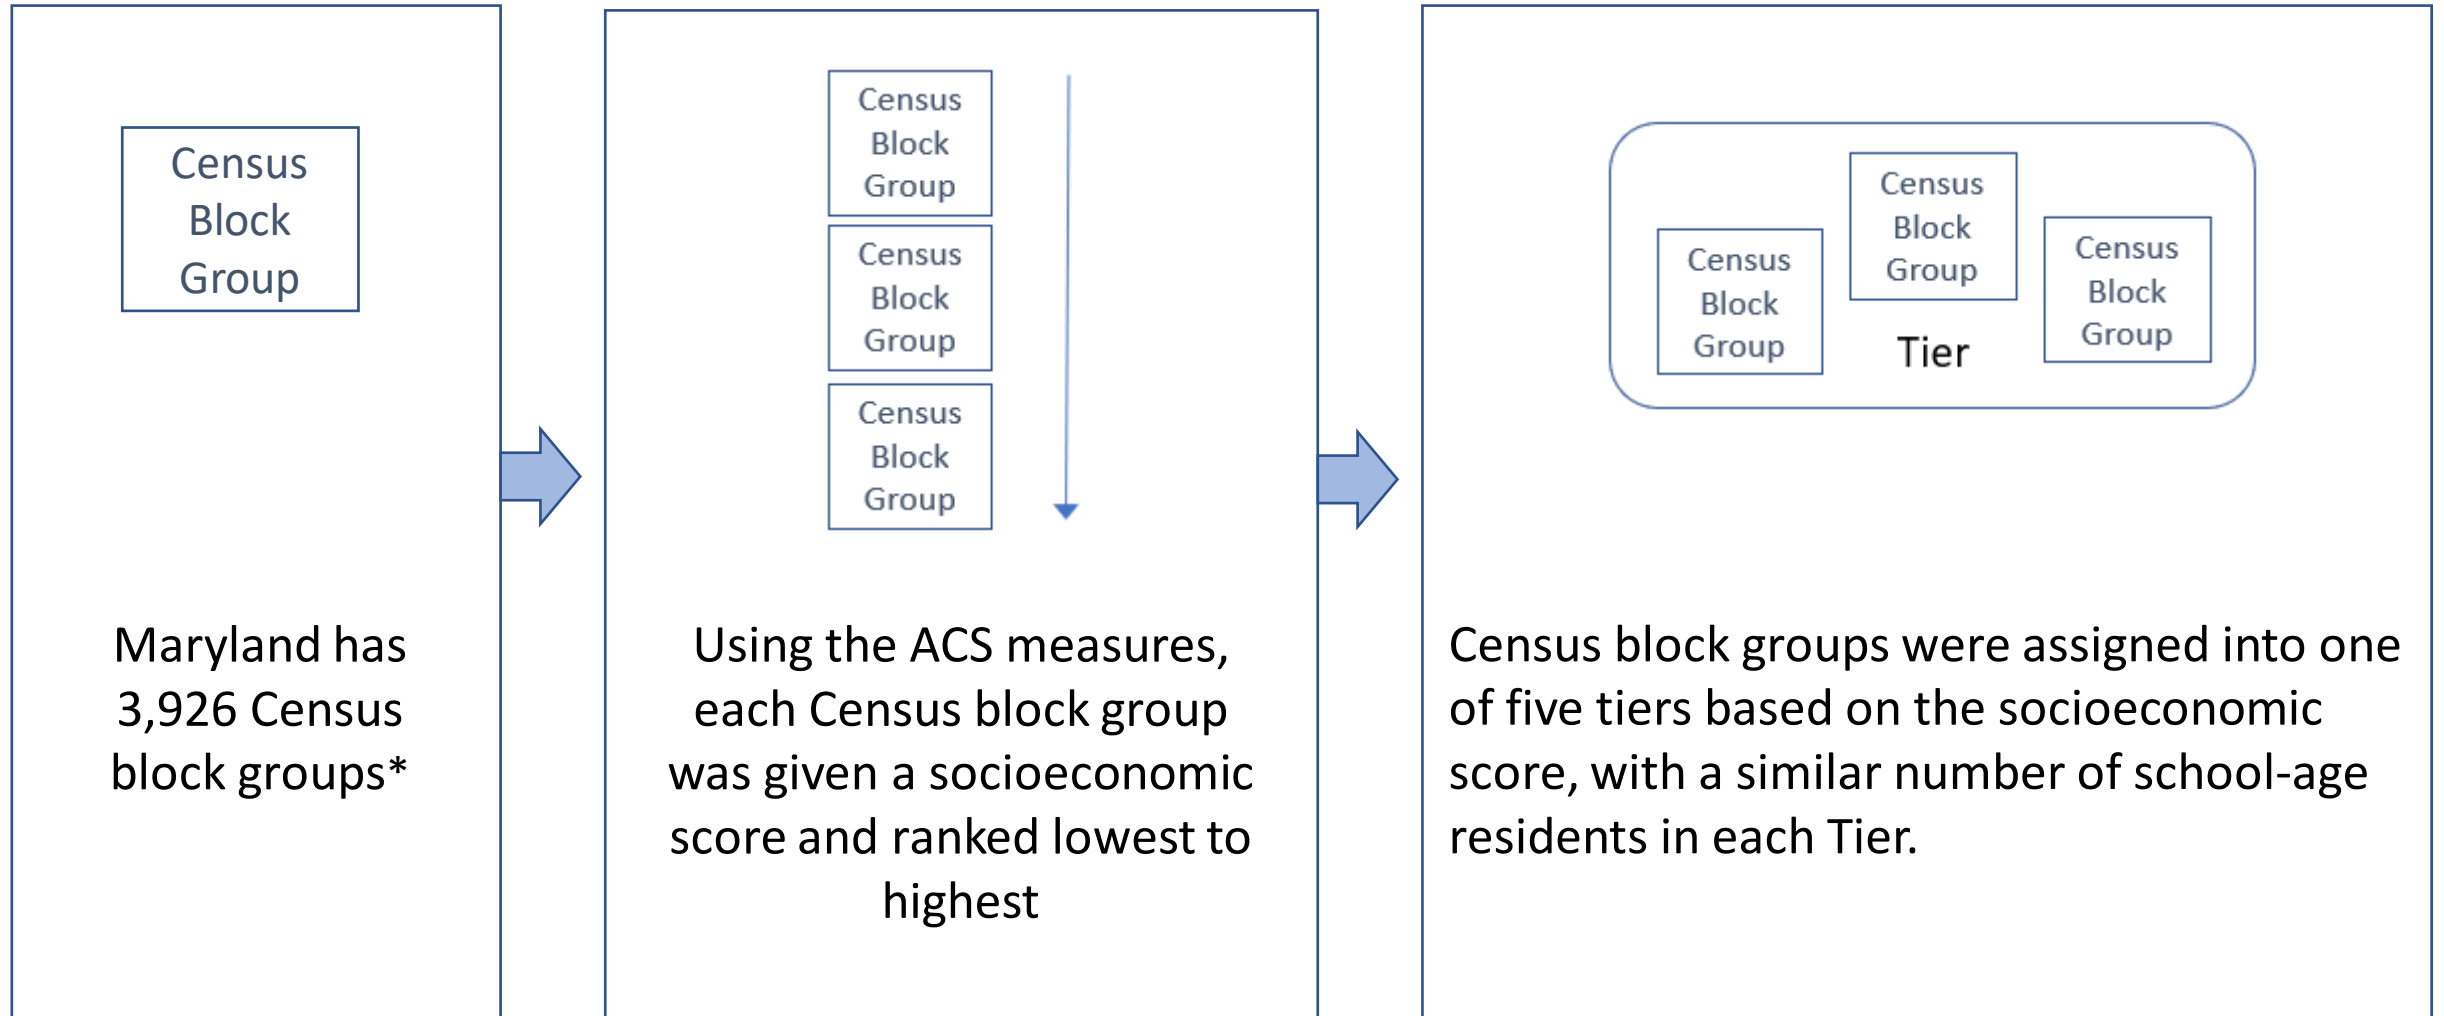 Census
Block
Group
Maryland has
3,926 Census
block groups*
Census
Block
Group
Census
Block
Group
Census
Block
Group
Using the ACS measures,
each Census block group
was given a socioeconomic
score and ranked lowest to
highest
Census
Block
Group
Census
Block
Group
Census
Block
Group
Tier
Census block groups were assigned into one
of five tiers based on the socioeconomic
score, with a similar number of school-age
residents in each Tier.